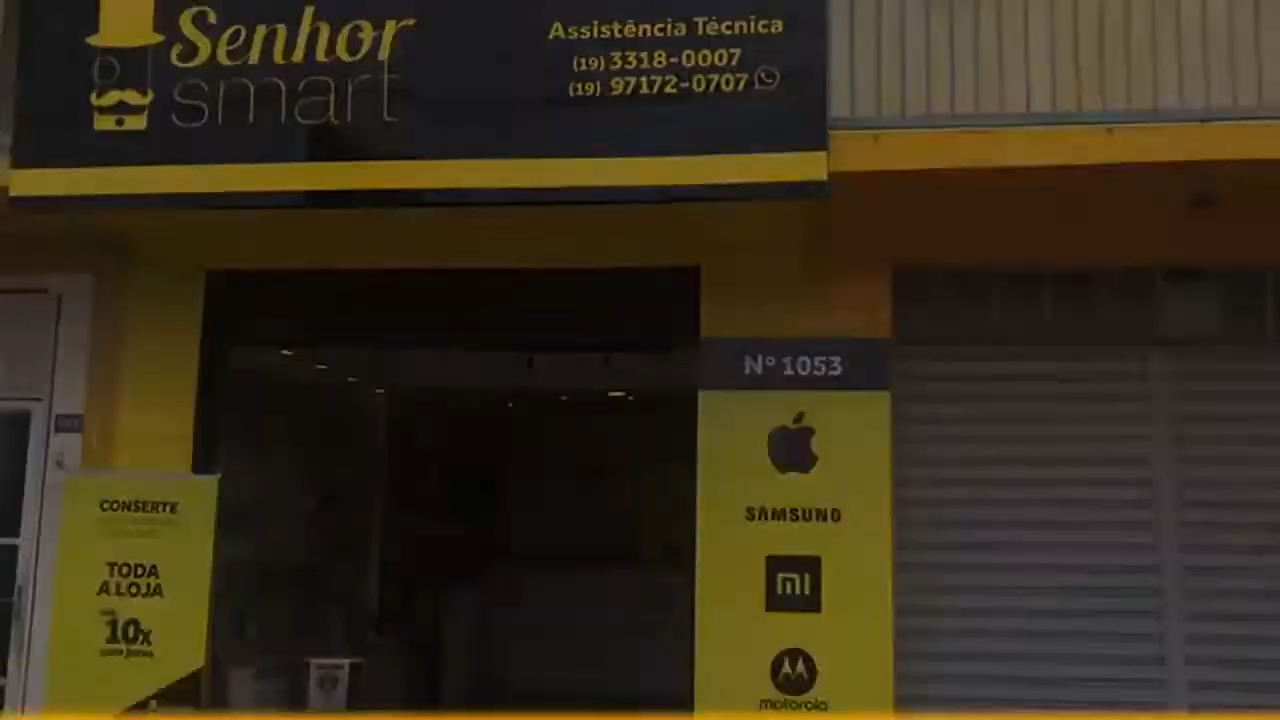 Senhor
smart
Assistência Técnica
(19) 3318-0007
(19) 97172-0707
Nº 1053
SAMSUNG
mi
motorola
CONSERTE
TODA
A LOJA
10x